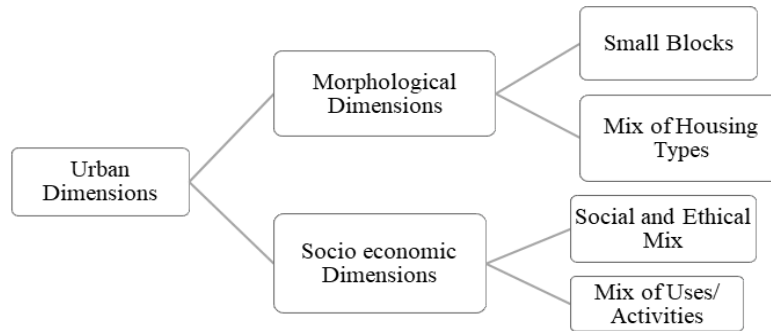 Urban
Dimensions
Morphological
Dimensions
Small Blocks
Mix of Housing
Types
Socio economic
Dimensions
Social and Ethical
Mix
Mix of Uses/
Activities